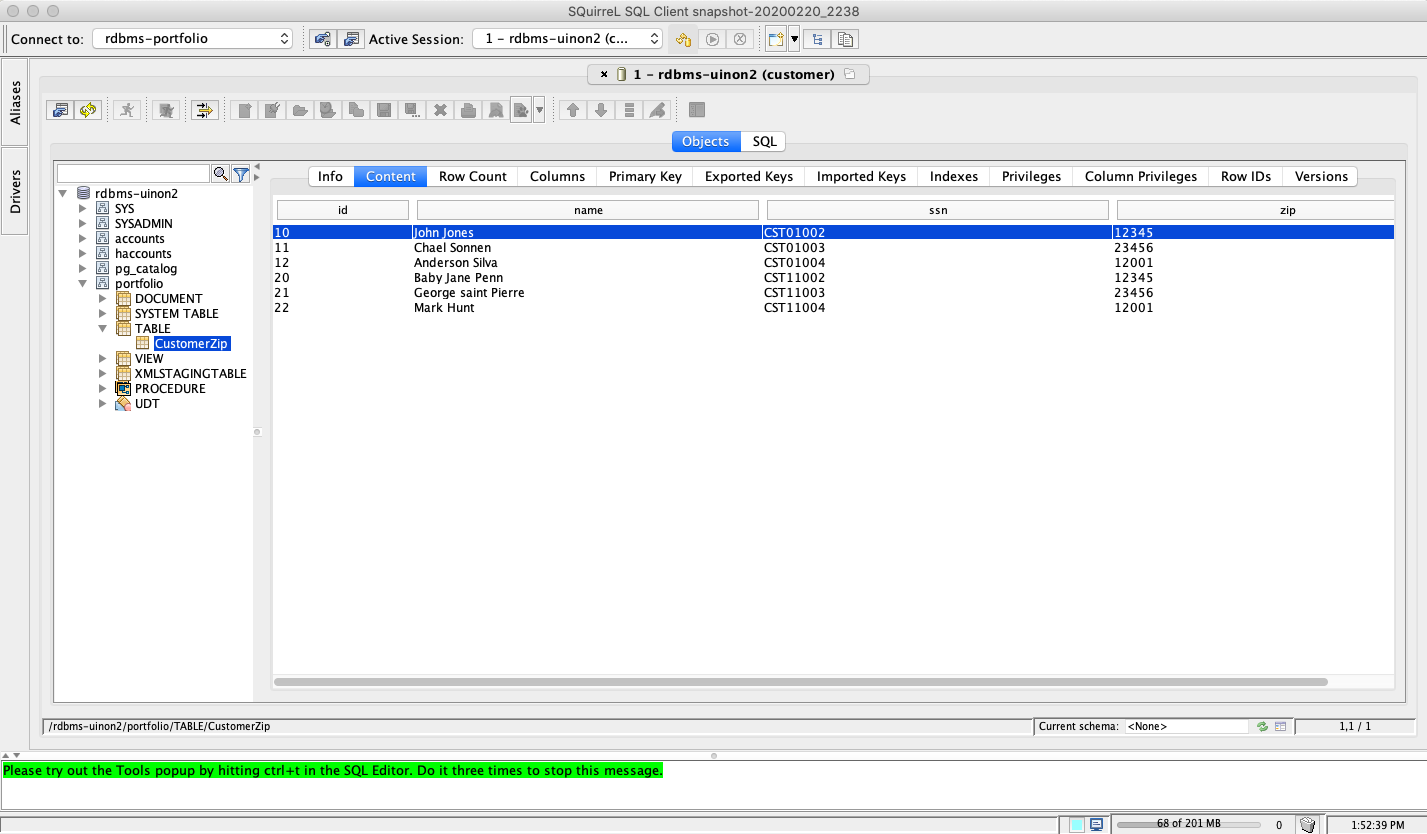 SQuirreL SQL Client snapshot-20200220_2238
Connect to: rdbms-portfolio Active Session: 1 - rdbms-uinon2 (c...
1 - rdbms-uinon2 (customer)
Aliases
Drivers
Objects SQL
rdbms-uinon2
SYS
SYSADMIN
accounts
haccounts
pg_catalog
portfolio
DOCUMENT
SYSTEM TABLE
TABLE
CustomerZip
VIEW
XMLSTAGINGTABLE
PROCEDURE
UDT
Info Content Row Count Columns Primary Key Exported Keys Imported Keys Indexes Privileges Column Privileges Row IDs Versions
id name ssn zip
10 John Jones CST01002 12345
11 Chael Sonnen CST01003 23456
12 Anderson Silva CST01004 12001
20 Baby Jane Penn CST11002 12345
21 George saint Pierre CST11003 23456
22 Mark Hunt CST11004 12001
/rdbms-uinon2/portfolio/TABLE/CustomerZip Current schema: <None> 1,1 / 1
Please try out the Tools popup by hitting ctrl+t in the SQL Editor. Do it three times to stop this message.
68 of 201 MB 0 1:52:39 PM